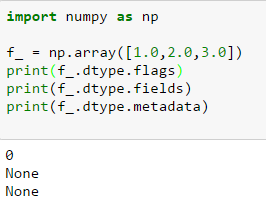 import numpy as np
f_ = np.array([1.0,2.0,3.0])
print(f_.dtype.flags)
print(f_.dtype.fields)
print(f_.dtype.metadata)
0
None
None